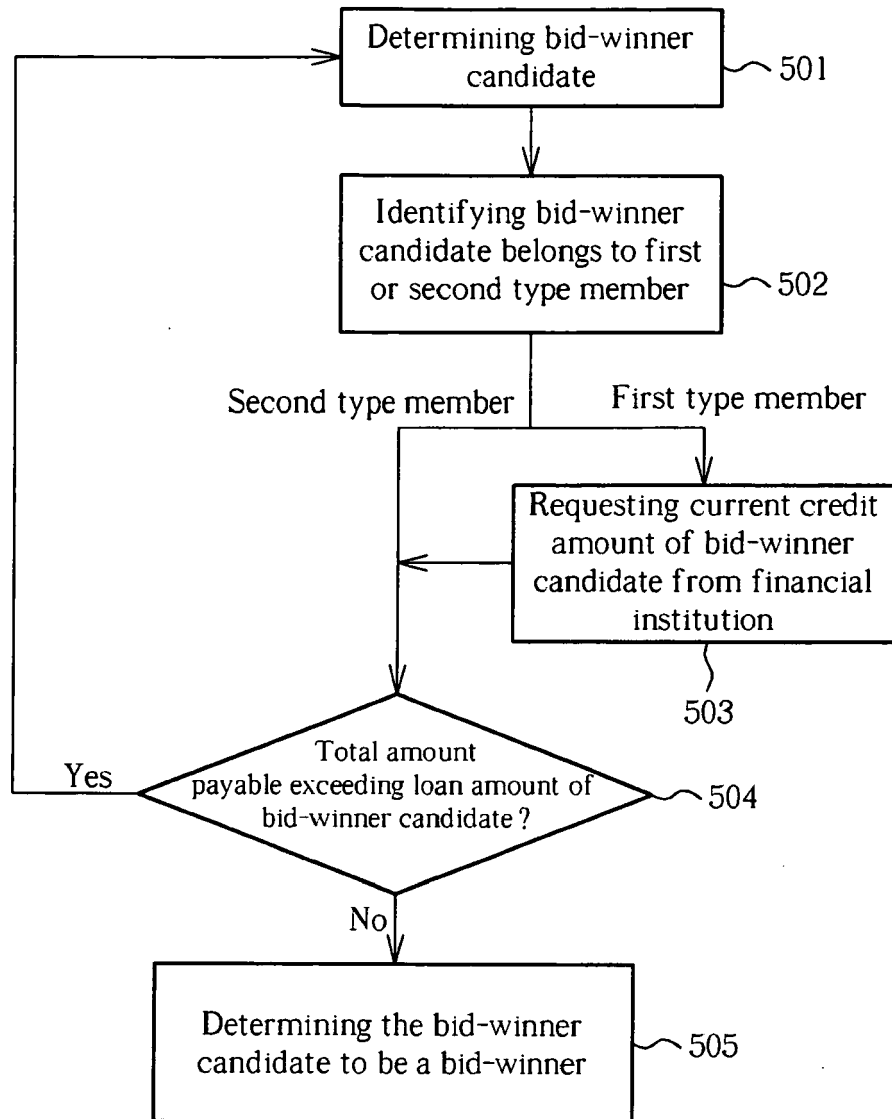 Determining bid-winner
candidate
501
Identifying bid-winner
candidate belongs to first
or second type member
502
Second type member
First type member
Requesting current credit
amount of bid-winner
candidate from financial
institution
503
Total amount
payable exceeding loan amount of
bid-winner candidate ?
504
Yes
No
Determining the bid-winner
candidate to be a bid-winner
505